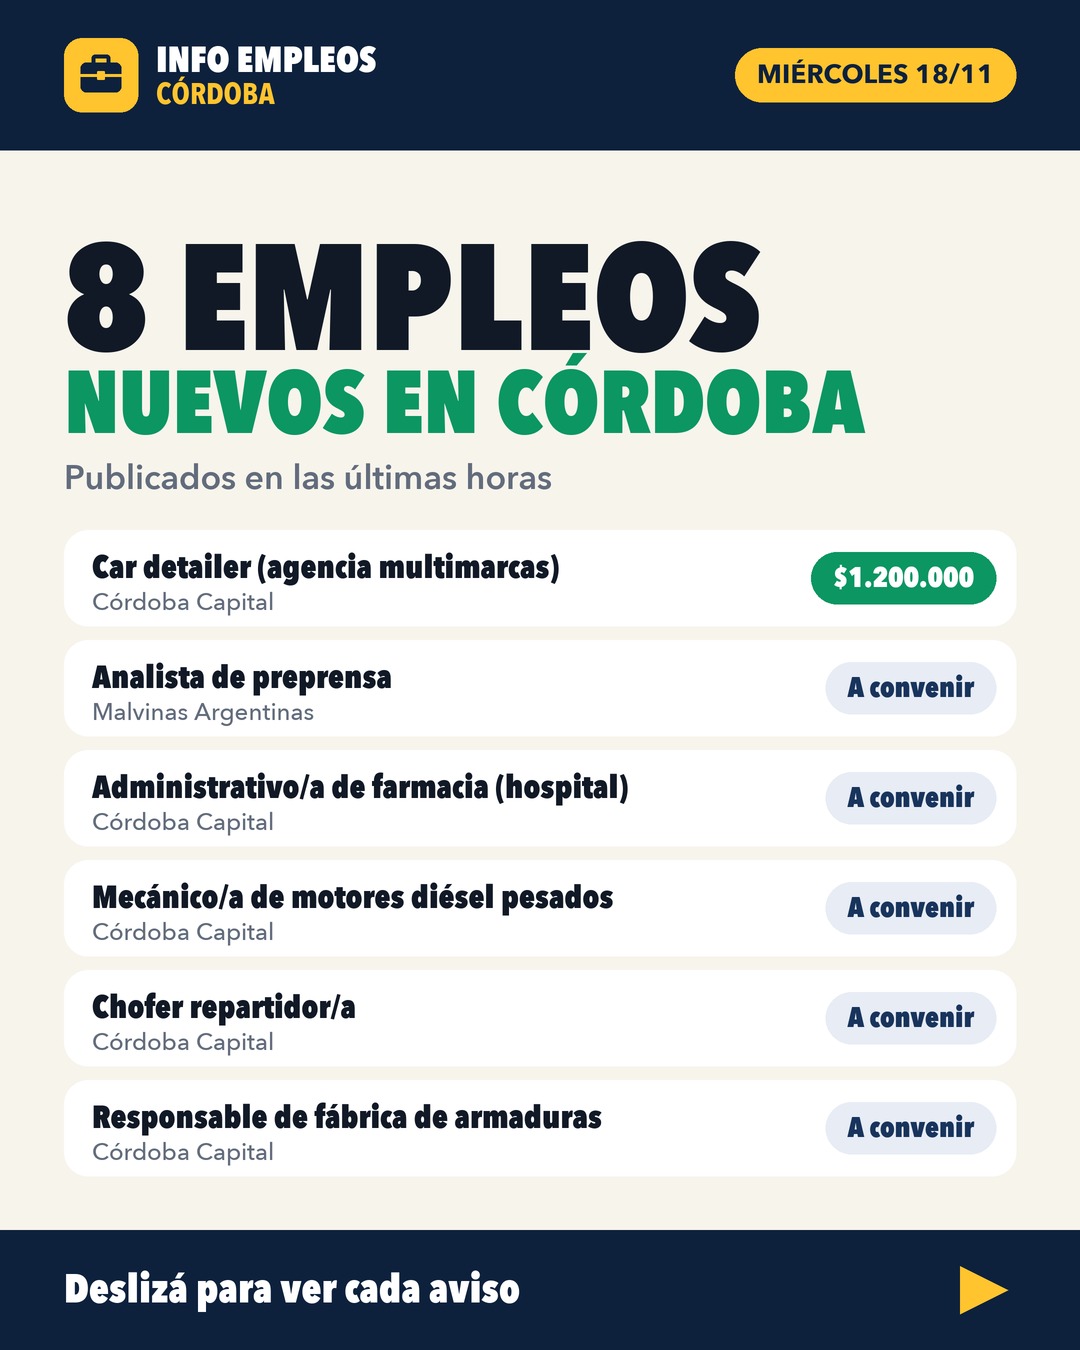 INFO EMPLEOS
CÓRDOBA
MIÉRCOLES 18/11
8 EMPLEOS
NUEVOS EN CÓRDOBA
Publicados en las últimas horas
Car detailer (agencia multimarcas)
Córdoba Capital
$1.200.000
Analista de preprensa
Malvinas Argentinas
A convenir
Administrativo/a de farmacia (hospital)
Córdoba Capital
A convenir
Mecánico/a de motores diésel pesados
Córdoba Capital
A convenir
Chofer repartidor/a
Córdoba Capital
A convenir
Responsable de fábrica de armaduras
Córdoba Capital
A convenir
Deslizá para ver cada aviso